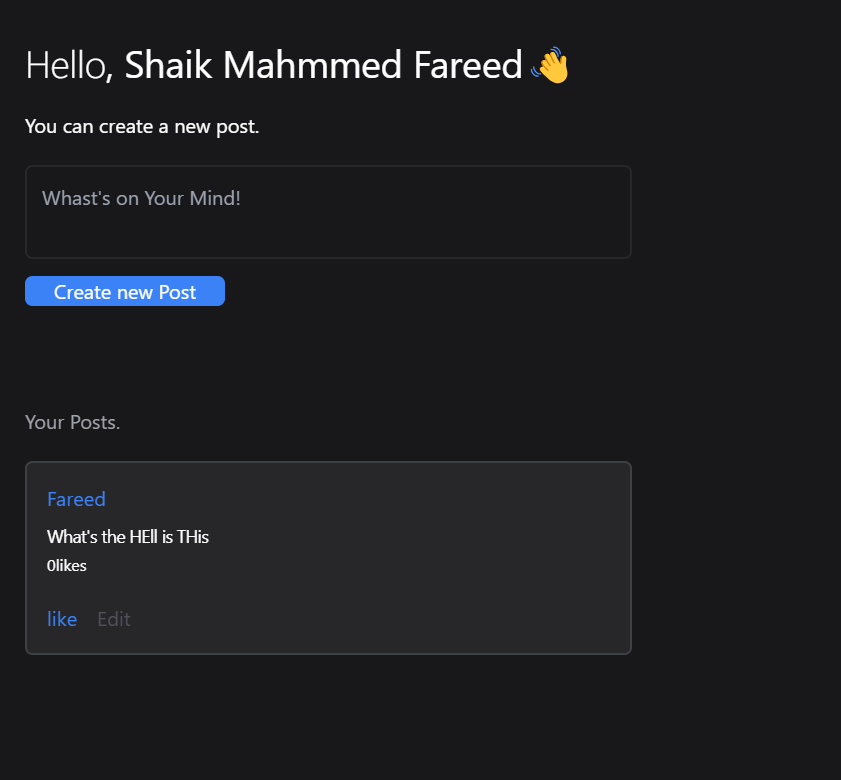 Hello, Shaik Mahmmed Fareed 👋
You can create a new post.
Whast's on Your Mind!
Create new Post
Your Posts.
Fareed
What's the HEll is THis
0likes
like Edit